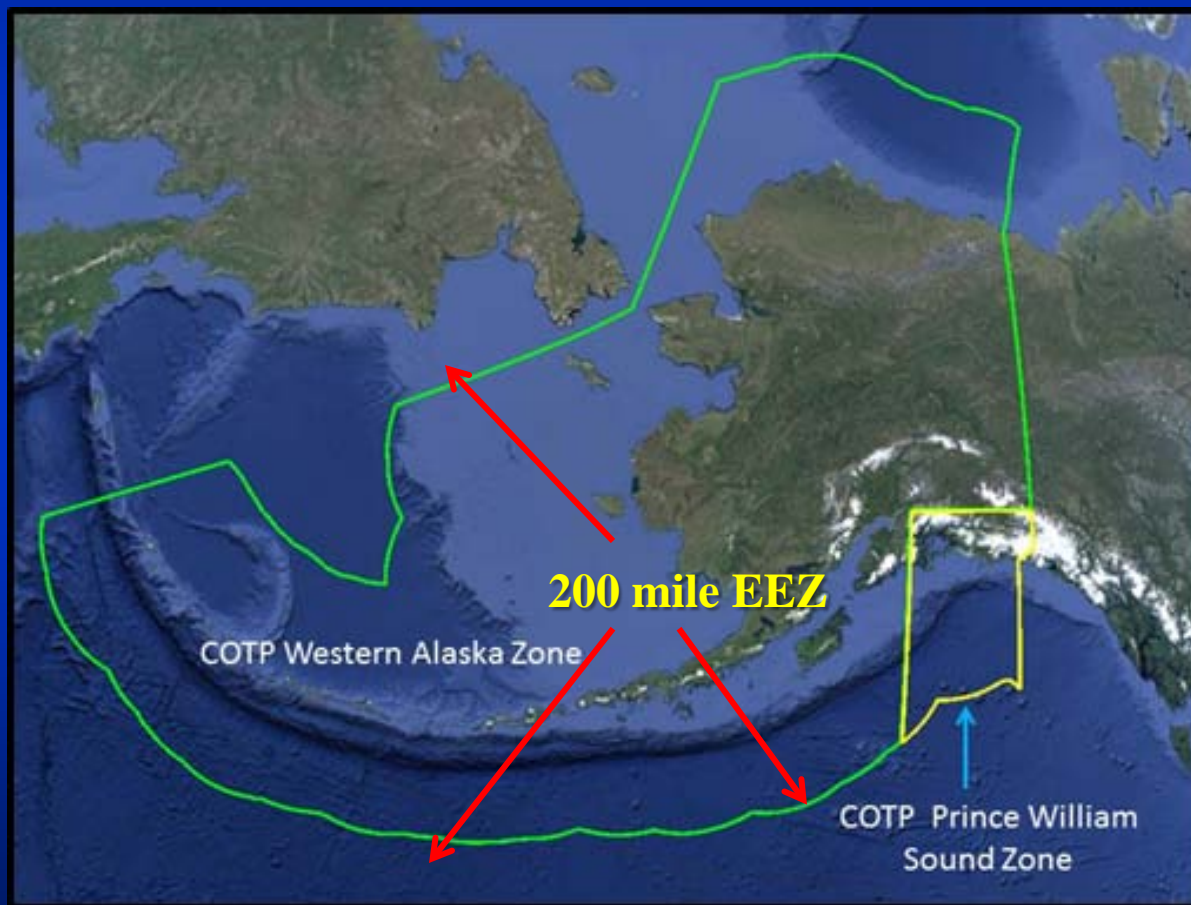 200 mile EEZ
COTP Western Alaska Zone
COTP Prince William
Sound Zone